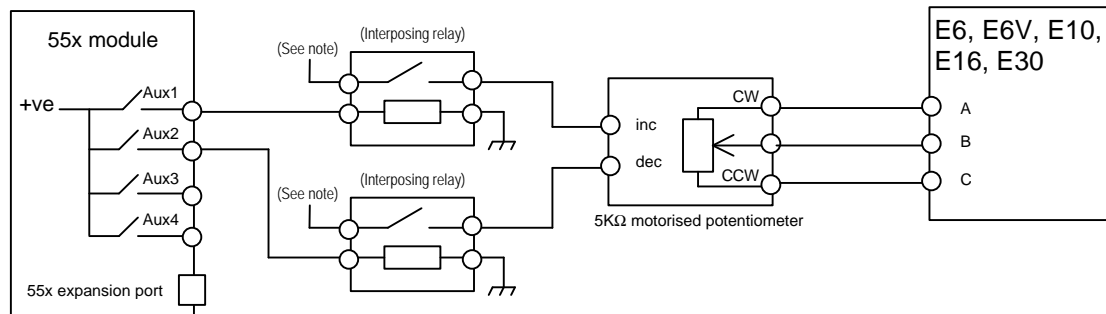 55x module
+ve
Aux1
Aux2
Aux3
Aux4
55x expansion port
(See note)
(Interposing relay)
(See note)
(Interposing relay)
inc
dec
CW
CCW
5KΩ motorised potentiometer
E6, E6V, E10,
E16, E30
A
B
C